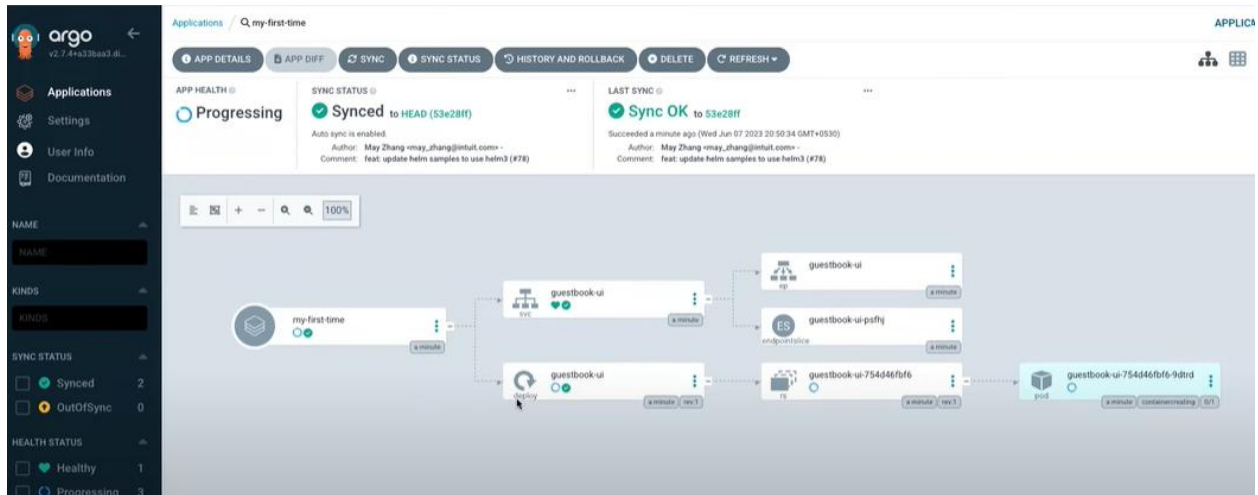 argo
v2.7.4+a33baa3.di...
Applications
Settings
User Info
Documentation
NAME
NAME
KINDS
KINDS
SYNC STATUS
Synced 2
OutOfSync 0
HEALTH STATUS
Healthy 1
Progressing 3
Applications / my-first-time
APPLICA
APP DETAILS APP DIFF SYNC SYNC STATUS HISTORY AND ROLLBACK DELETE REFRESH
APP HEALTH
Progressing
SYNC STATUS
Synced to HEAD (53e28ff)
Auto sync is enabled.
Author: May Zhang <may_zhang@intuit.com> -
Comment: feat: update helm samples to use helm3 (#78)
LAST SYNC
Sync OK to 53e28ff
Succeeded a minute ago (Wed Jun 07 2023 20:50:34 GMT+0530)
Author: May Zhang <may_zhang@intuit.com> -
Comment: feat: update helm samples to use helm3 (#78)
100%
my-first-time
a minute
guestbook-ui
svc
a minute
guestbook-ui
deploy
a minute rev:1
guestbook-ui
ep
a minute
ES
guestbook-ui-psfhj
endpointslice
a minute
guestbook-ui-754d46fbf6
rs
a minute rev:1
guestbook-ui-754d46fbf6-9dtrd
pod
a minute containercreating 0/1